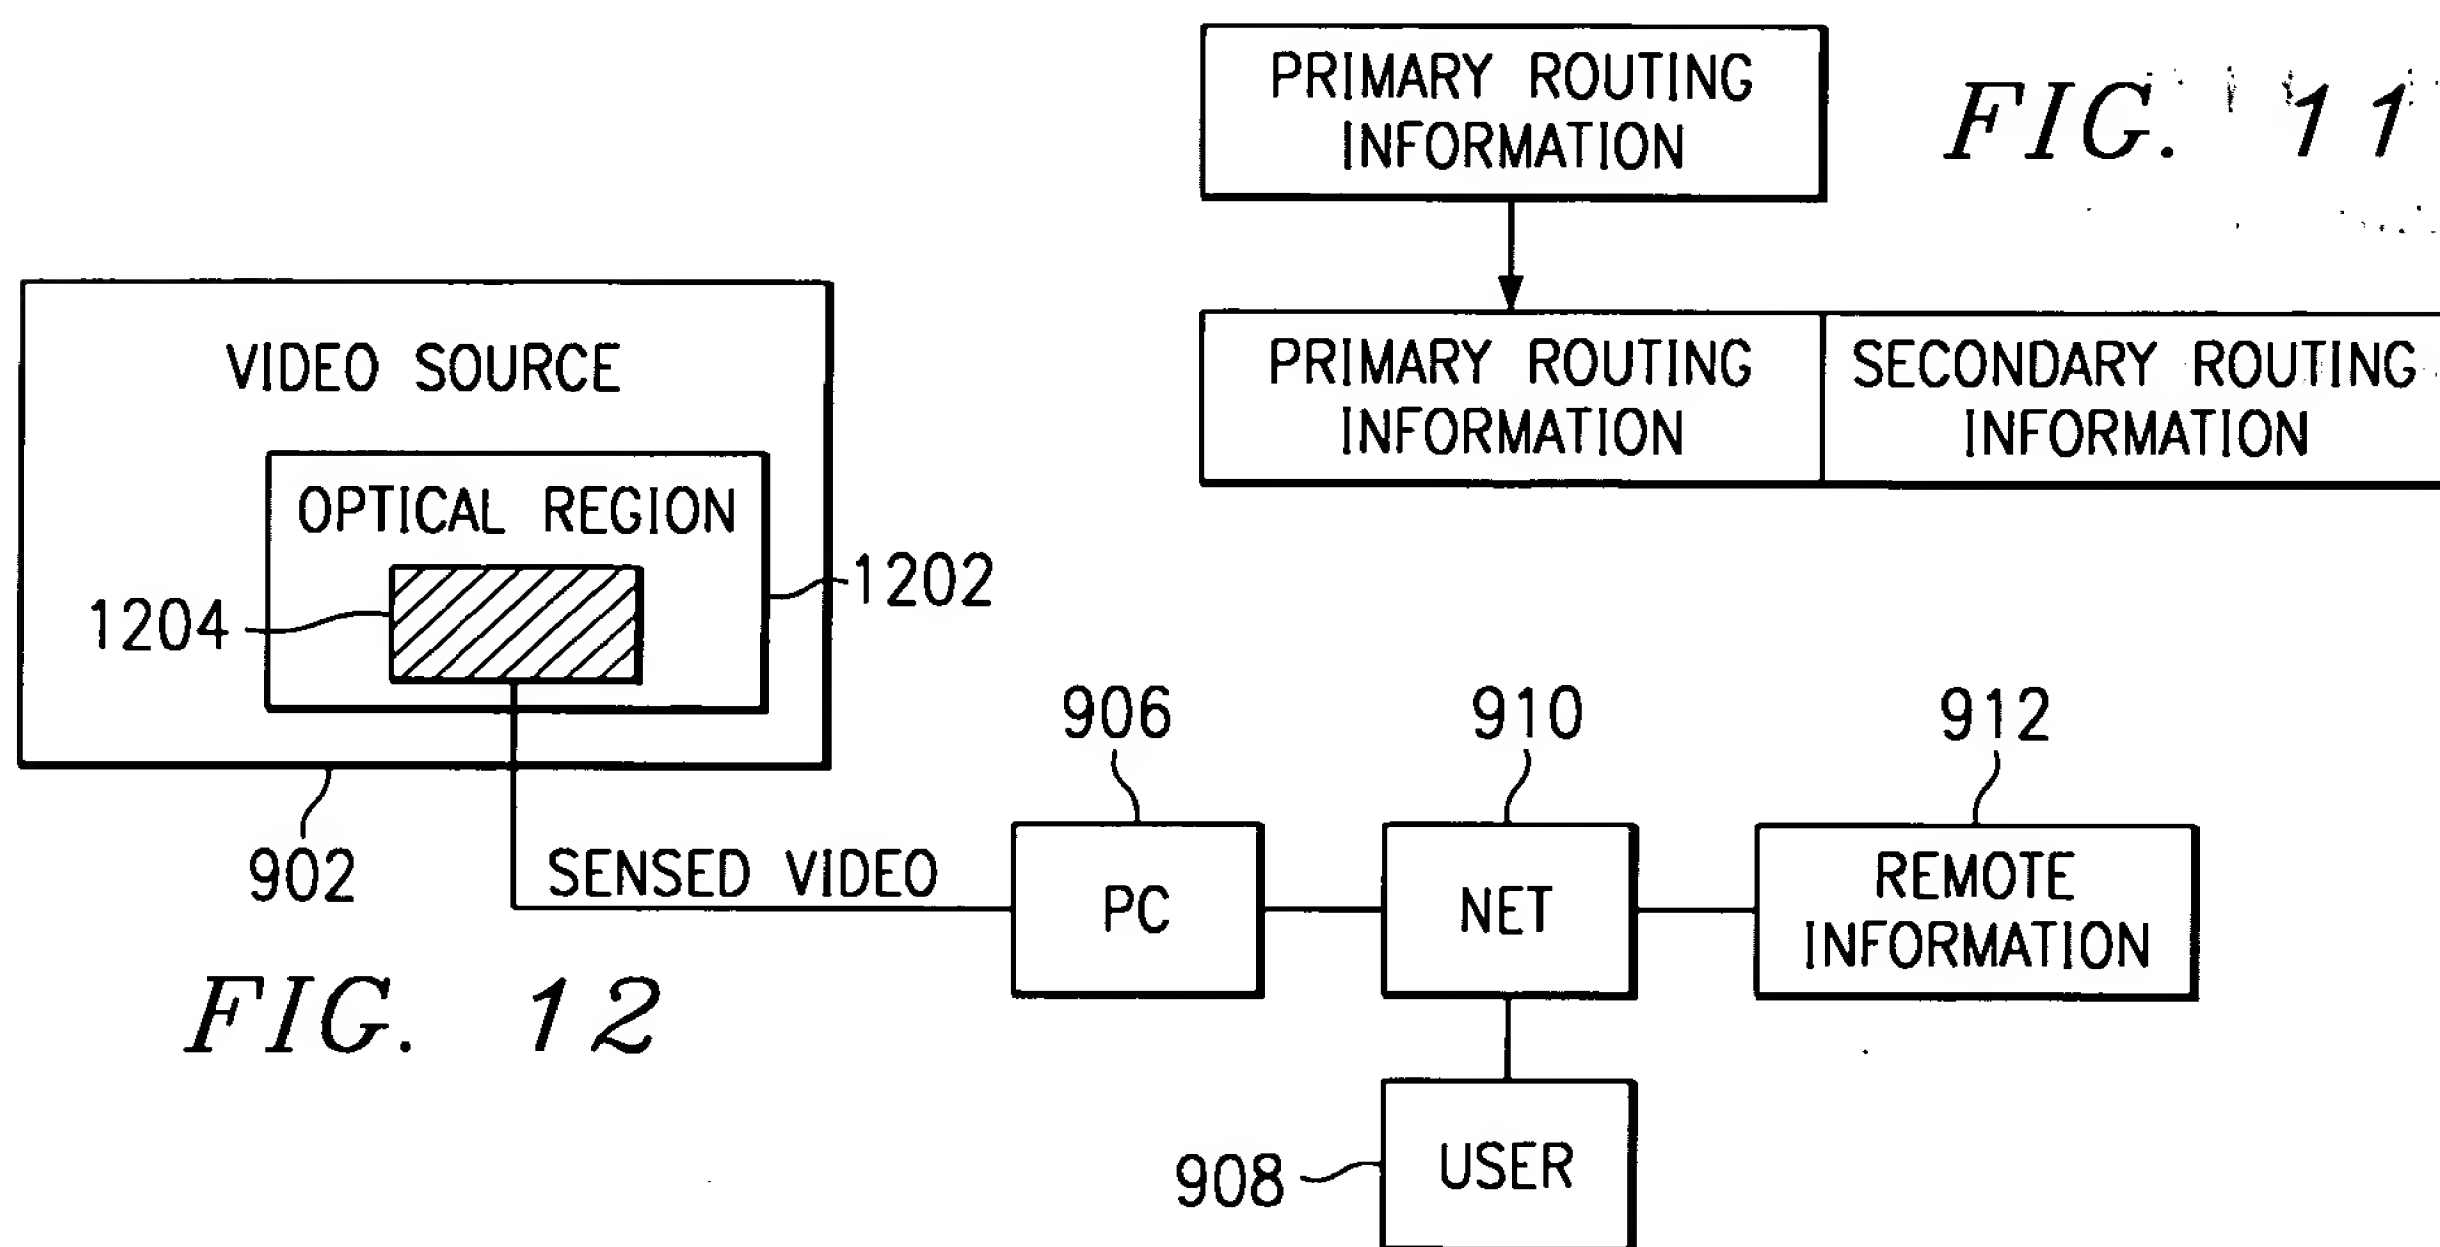 PRIMARY ROUTING
INFORMATION
FIG. 11
PRIMARY ROUTING
INFORMATION
SECONDARY ROUTING
INFORMATION
VIDEO SOURCE
OPTICAL REGION
1202
1204
906
910
912
902
SENSED VIDEO
PC
NET
REMOTE
INFORMATION
FIG. 12
908
USER